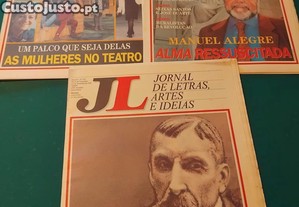 CustoJusto.pt
UM PALCO QUE SEJA DELAS
AS MULHERES NO TEATRO
MANUEL ALEGRE
ALMA RESSUSCITADA
JL
JORNAL
DE LETRAS,
ARTES
E IDEIAS